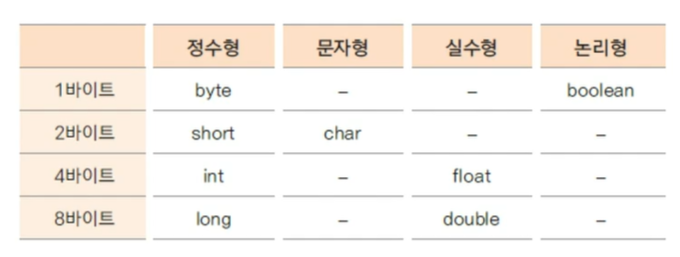 정수형 문자형 실수형 논리형
1바이트 byte – – boolean
2바이트 short char – –
4바이트 int – float –
8바이트 long – double –